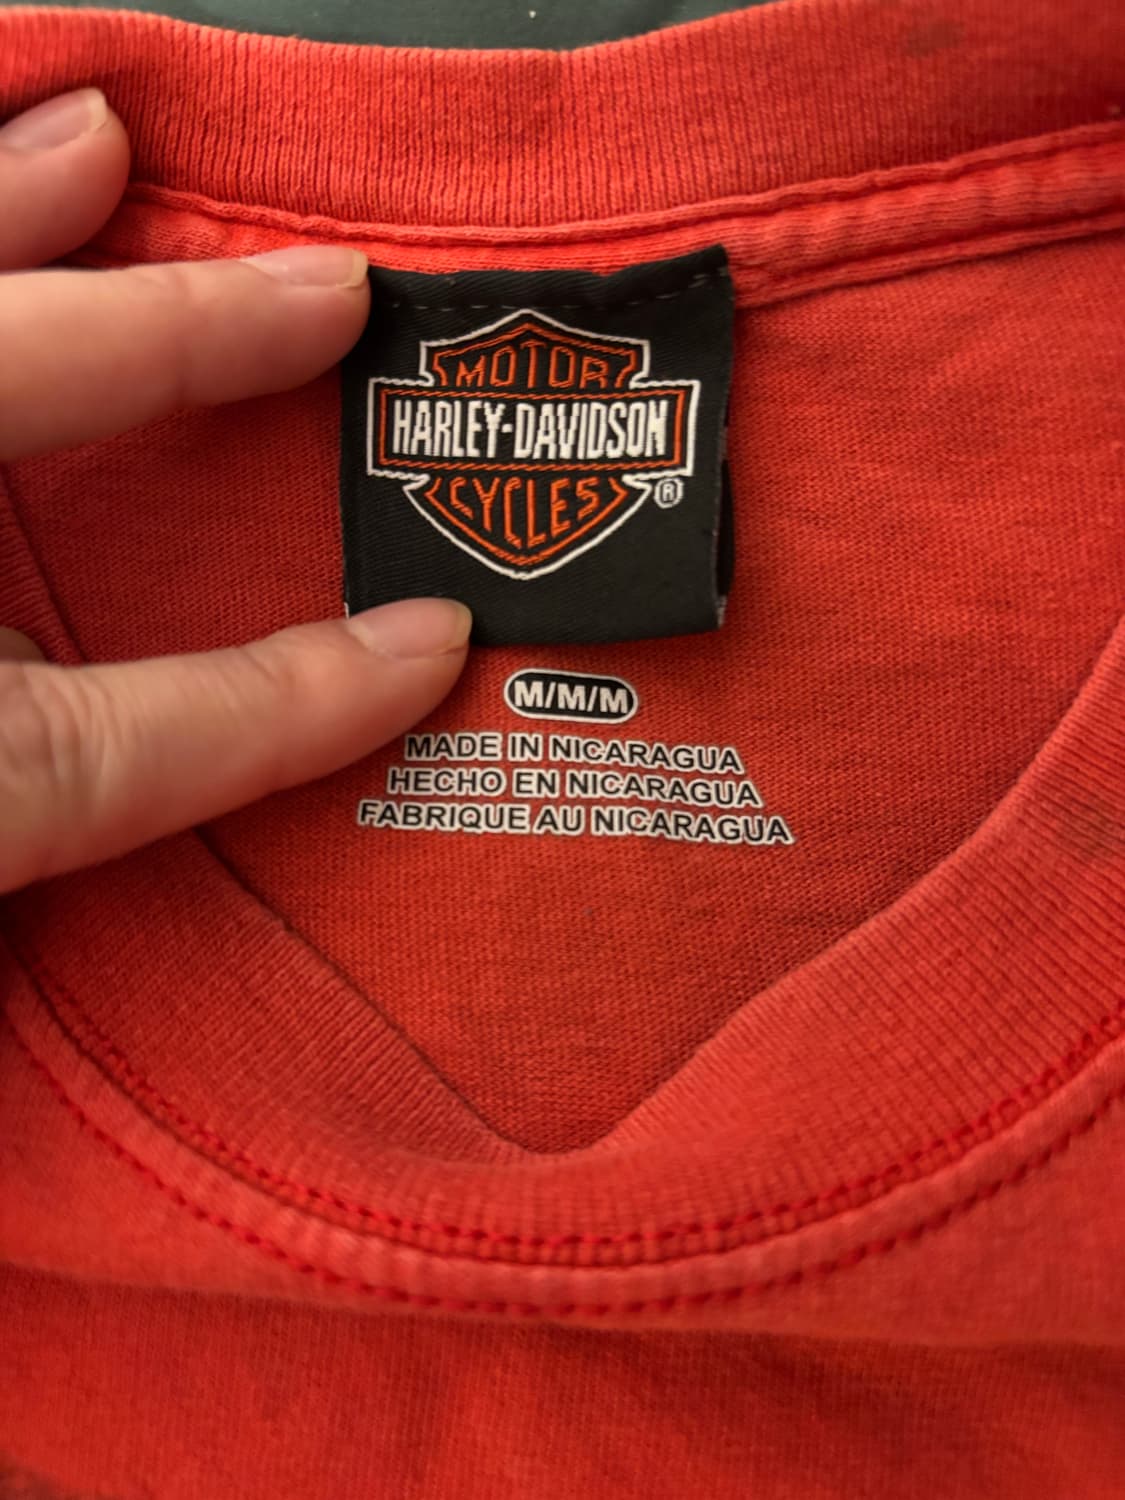 MOTOR
HARLEY-DAVIDSON
CYCLES
®
M/M/M
MADE IN NICARAGUA
HECHO EN NICARAGUA
FABRIQUE AU NICARAGUA